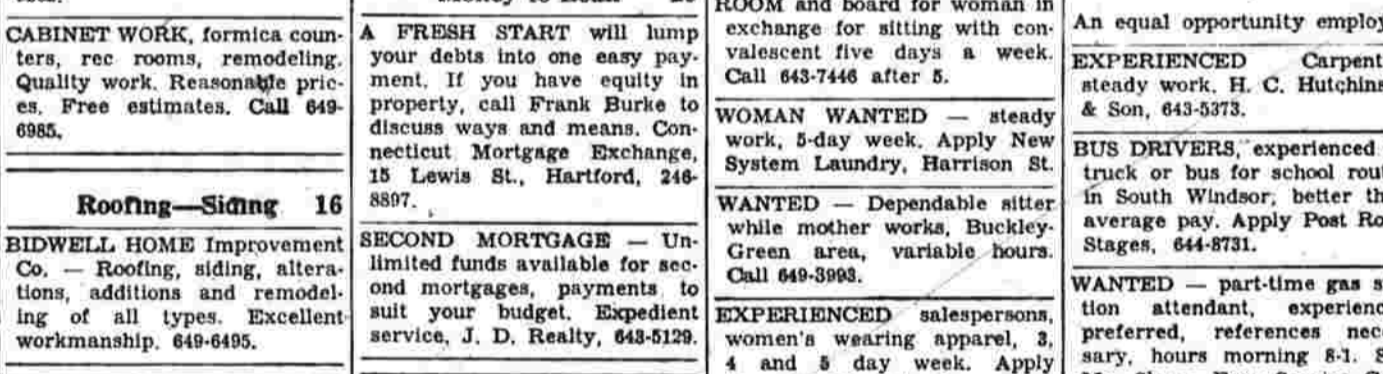 CABINET WORK, formica coun-
ters, rec rooms, remodeling.
Quality work. Reasonable pric-
es. Free estimates. Call 649-
6985.
Roofing—Siding 16
BIDWELL HOME Improvement
Co. — Roofing, siding, altera-
tions, additions and remodel-
ing of all types. Excellent
workmanship. 649-6495.
A FRESH START will lump
your debts into one easy pay-
ment. If you have equity in
property, call Frank Burke to
discuss ways and means. Con-
necticut Mortgage Exchange,
15 Lewis St., Hartford, 246-
8897.
SECOND MORTGAGE — Un-
limited funds available for sec-
ond mortgages, payments to
suit your budget. Expedient
service, J. D. Realty, 643-5129.
ROOM and board for woman in
exchange for sitting with con-
valescent five days a week.
Call 643-7446 after 5.
WOMAN WANTED — steady
work, 5-day week. Apply New
System Laundry, Harrison St.
WANTED — Dependable sitter
while mother works, Buckley-
Green area, variable hours.
Call 649-3993.
EXPERIENCED salespersons,
women's wearing apparel, 3,
4 and 5 day week. Apply
An equal opportunity employ
EXPERIENCED Carpent
steady work. H. C. Hutchins
& Son, 643-5373.
BUS DRIVERS, experienced
truck or bus for school rout
in South Windsor, better th
average pay. Apply Post Ro
Stages, 644-8731.
WANTED — part-time gas s
tion attendant, experienc
preferred, references nec
sary, hours morning 8-1. S